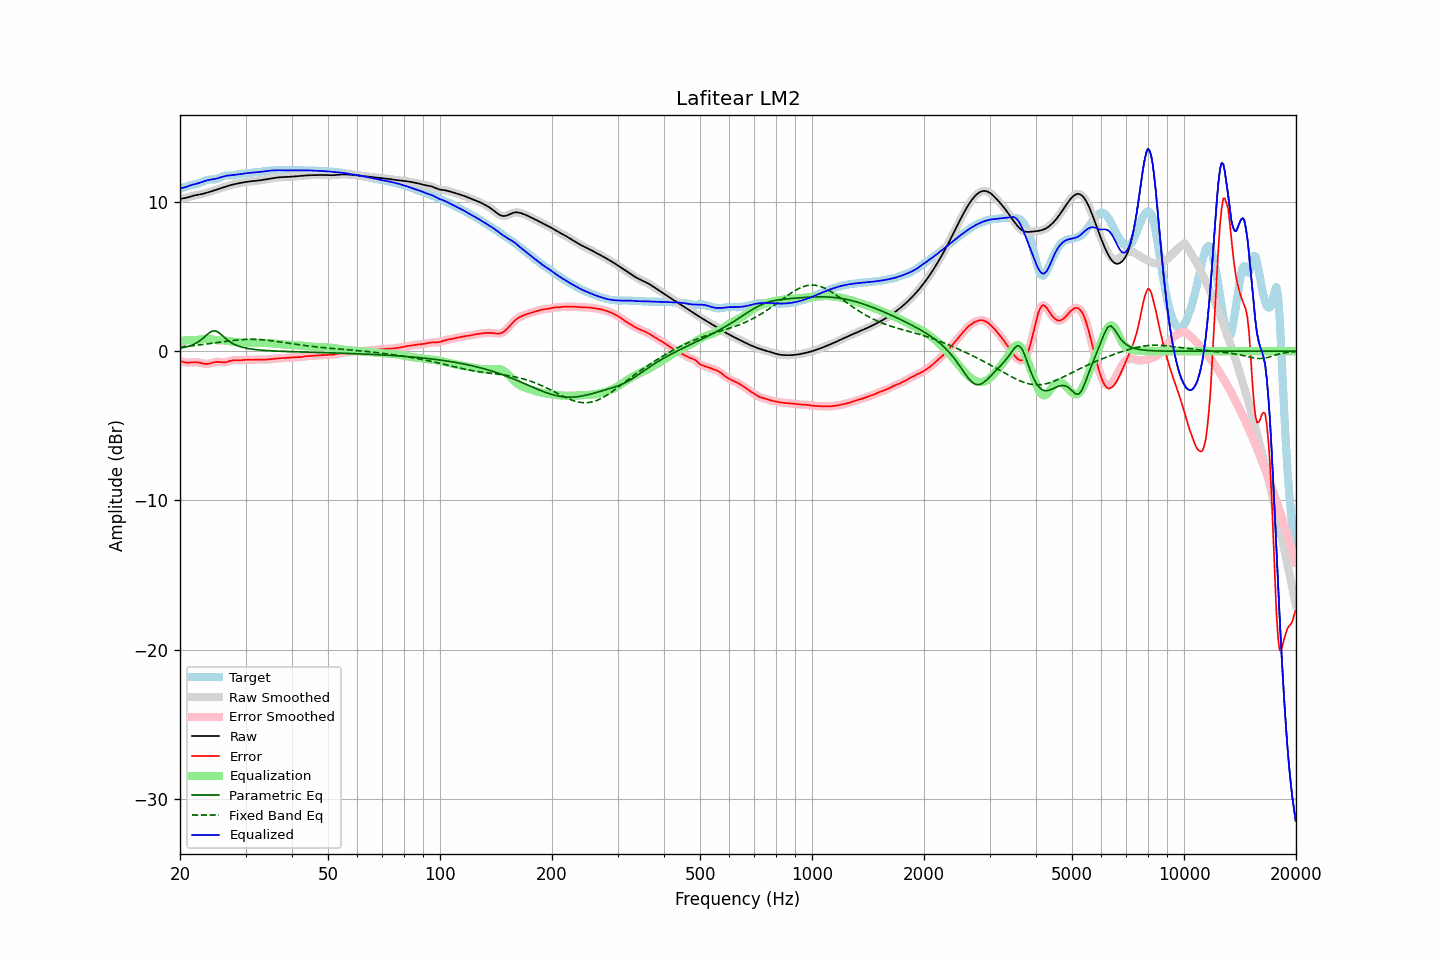 Lafitear LM2
Amplitude (dBr)
10
0
−10
−20
−30
Target
Raw Smoothed
Error Smoothed
Raw
Error
Equalization
Parametric Eq
Fixed Band Eq
Equalized
20 50 100 200 500 1000 2000 5000 10000 20000
Frequency (Hz)